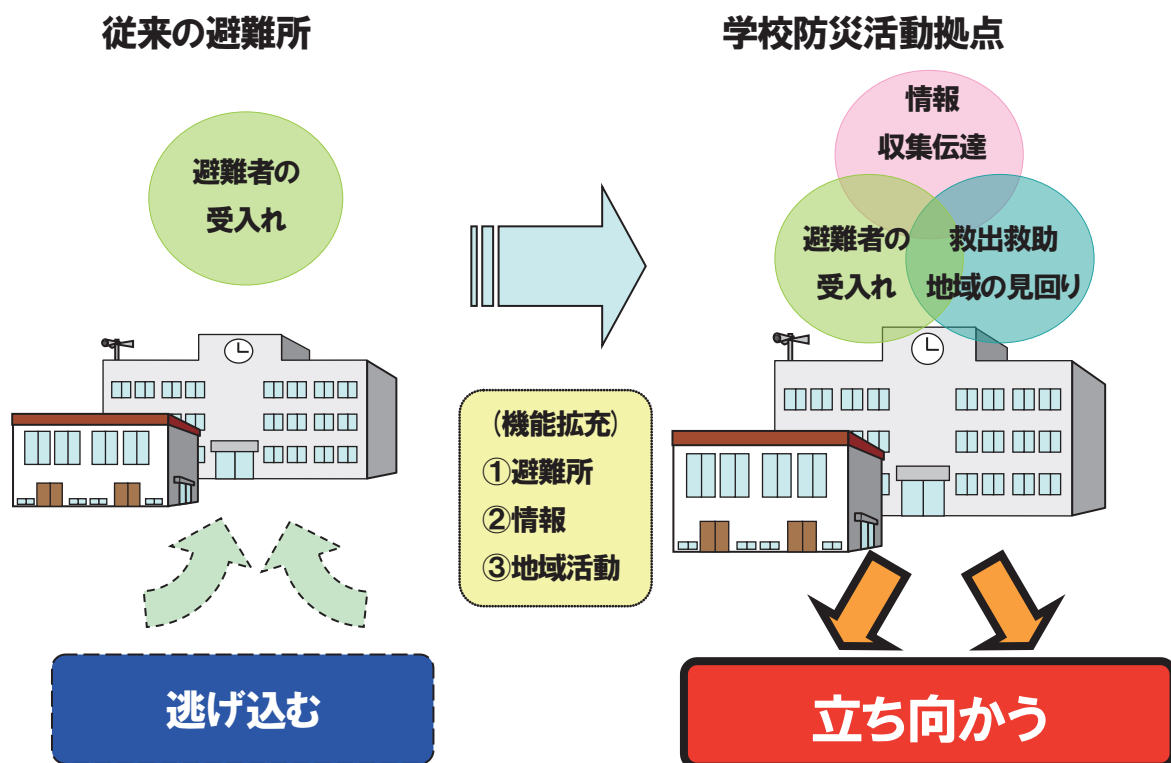 従来の避難所
避難者の
受入れ
逃げ込む
(機能拡充)
①避難所
②情報
③地域活動
学校防災活動拠点
情報
収集伝達
避難者の
受入れ
救出救助
地域の見回り
立ち向かう